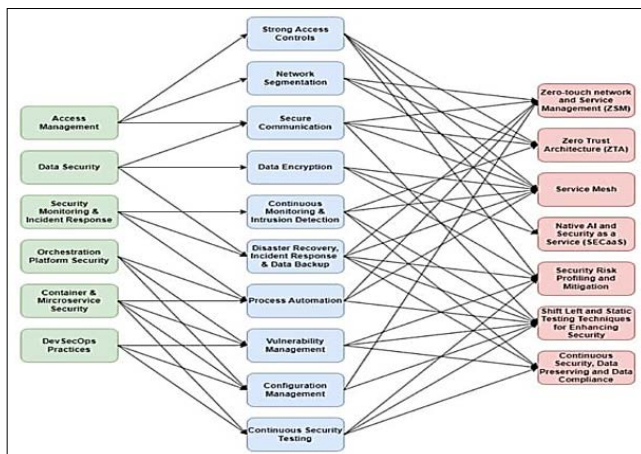 Strong Access
Controls
Network
Segmentation
Zero-touch network
and Service
Management (ZSM)
Access
Management
Secure
Communication
Zero Trust
Architecture (ZTA)
Data Security
Data Encryption
Service Mesh
Security
Monitoring &
Incident Response
Continuous
Monitoring &
Intrusion Detection
Native AI and
Security as a
Service (SECaaS)
Orchestration
Platform Security
Disaster Recovery,
Incident Response
& Data Backup
Security Risk
Profiling and
Mitigation
Container &
Mircroservice
Security
Process Automation
Shift Left and Static
Testing Techniques
for Enhancing
Security
DevSecOps
Practices
Vulnerability
Management
Continuous
Security, Data
Preserving and Data
Compliance
Configuration
Management
Continuous Security
Testing